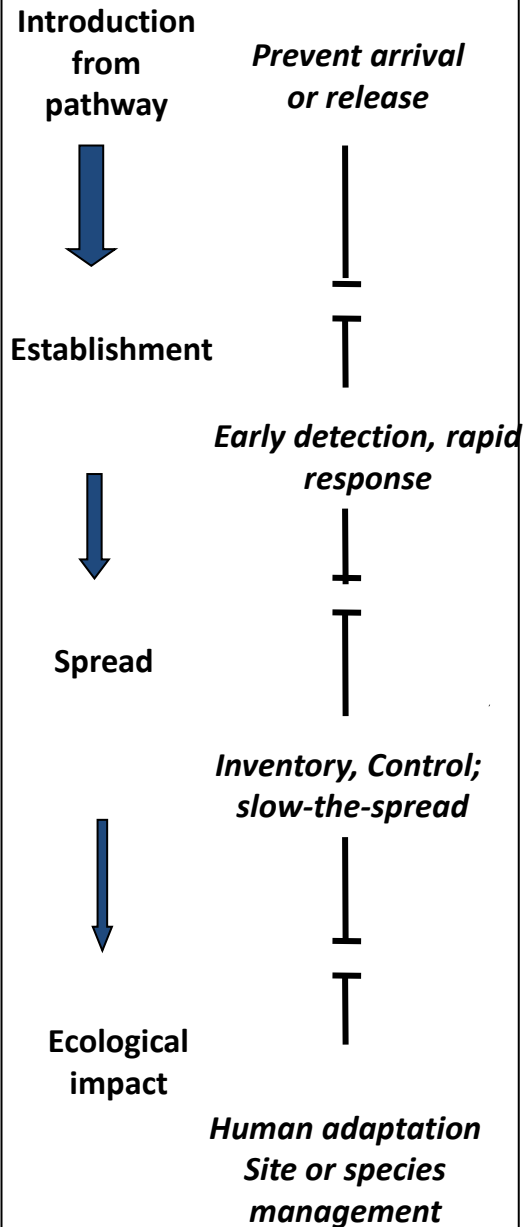 Introduction
from
pathway
Prevent arrival
or release
Establishment
Early detection, rapid
response
Spread
Inventory, Control;
slow-the-spread
Ecological
impact
Human adaptation
Site or species
management